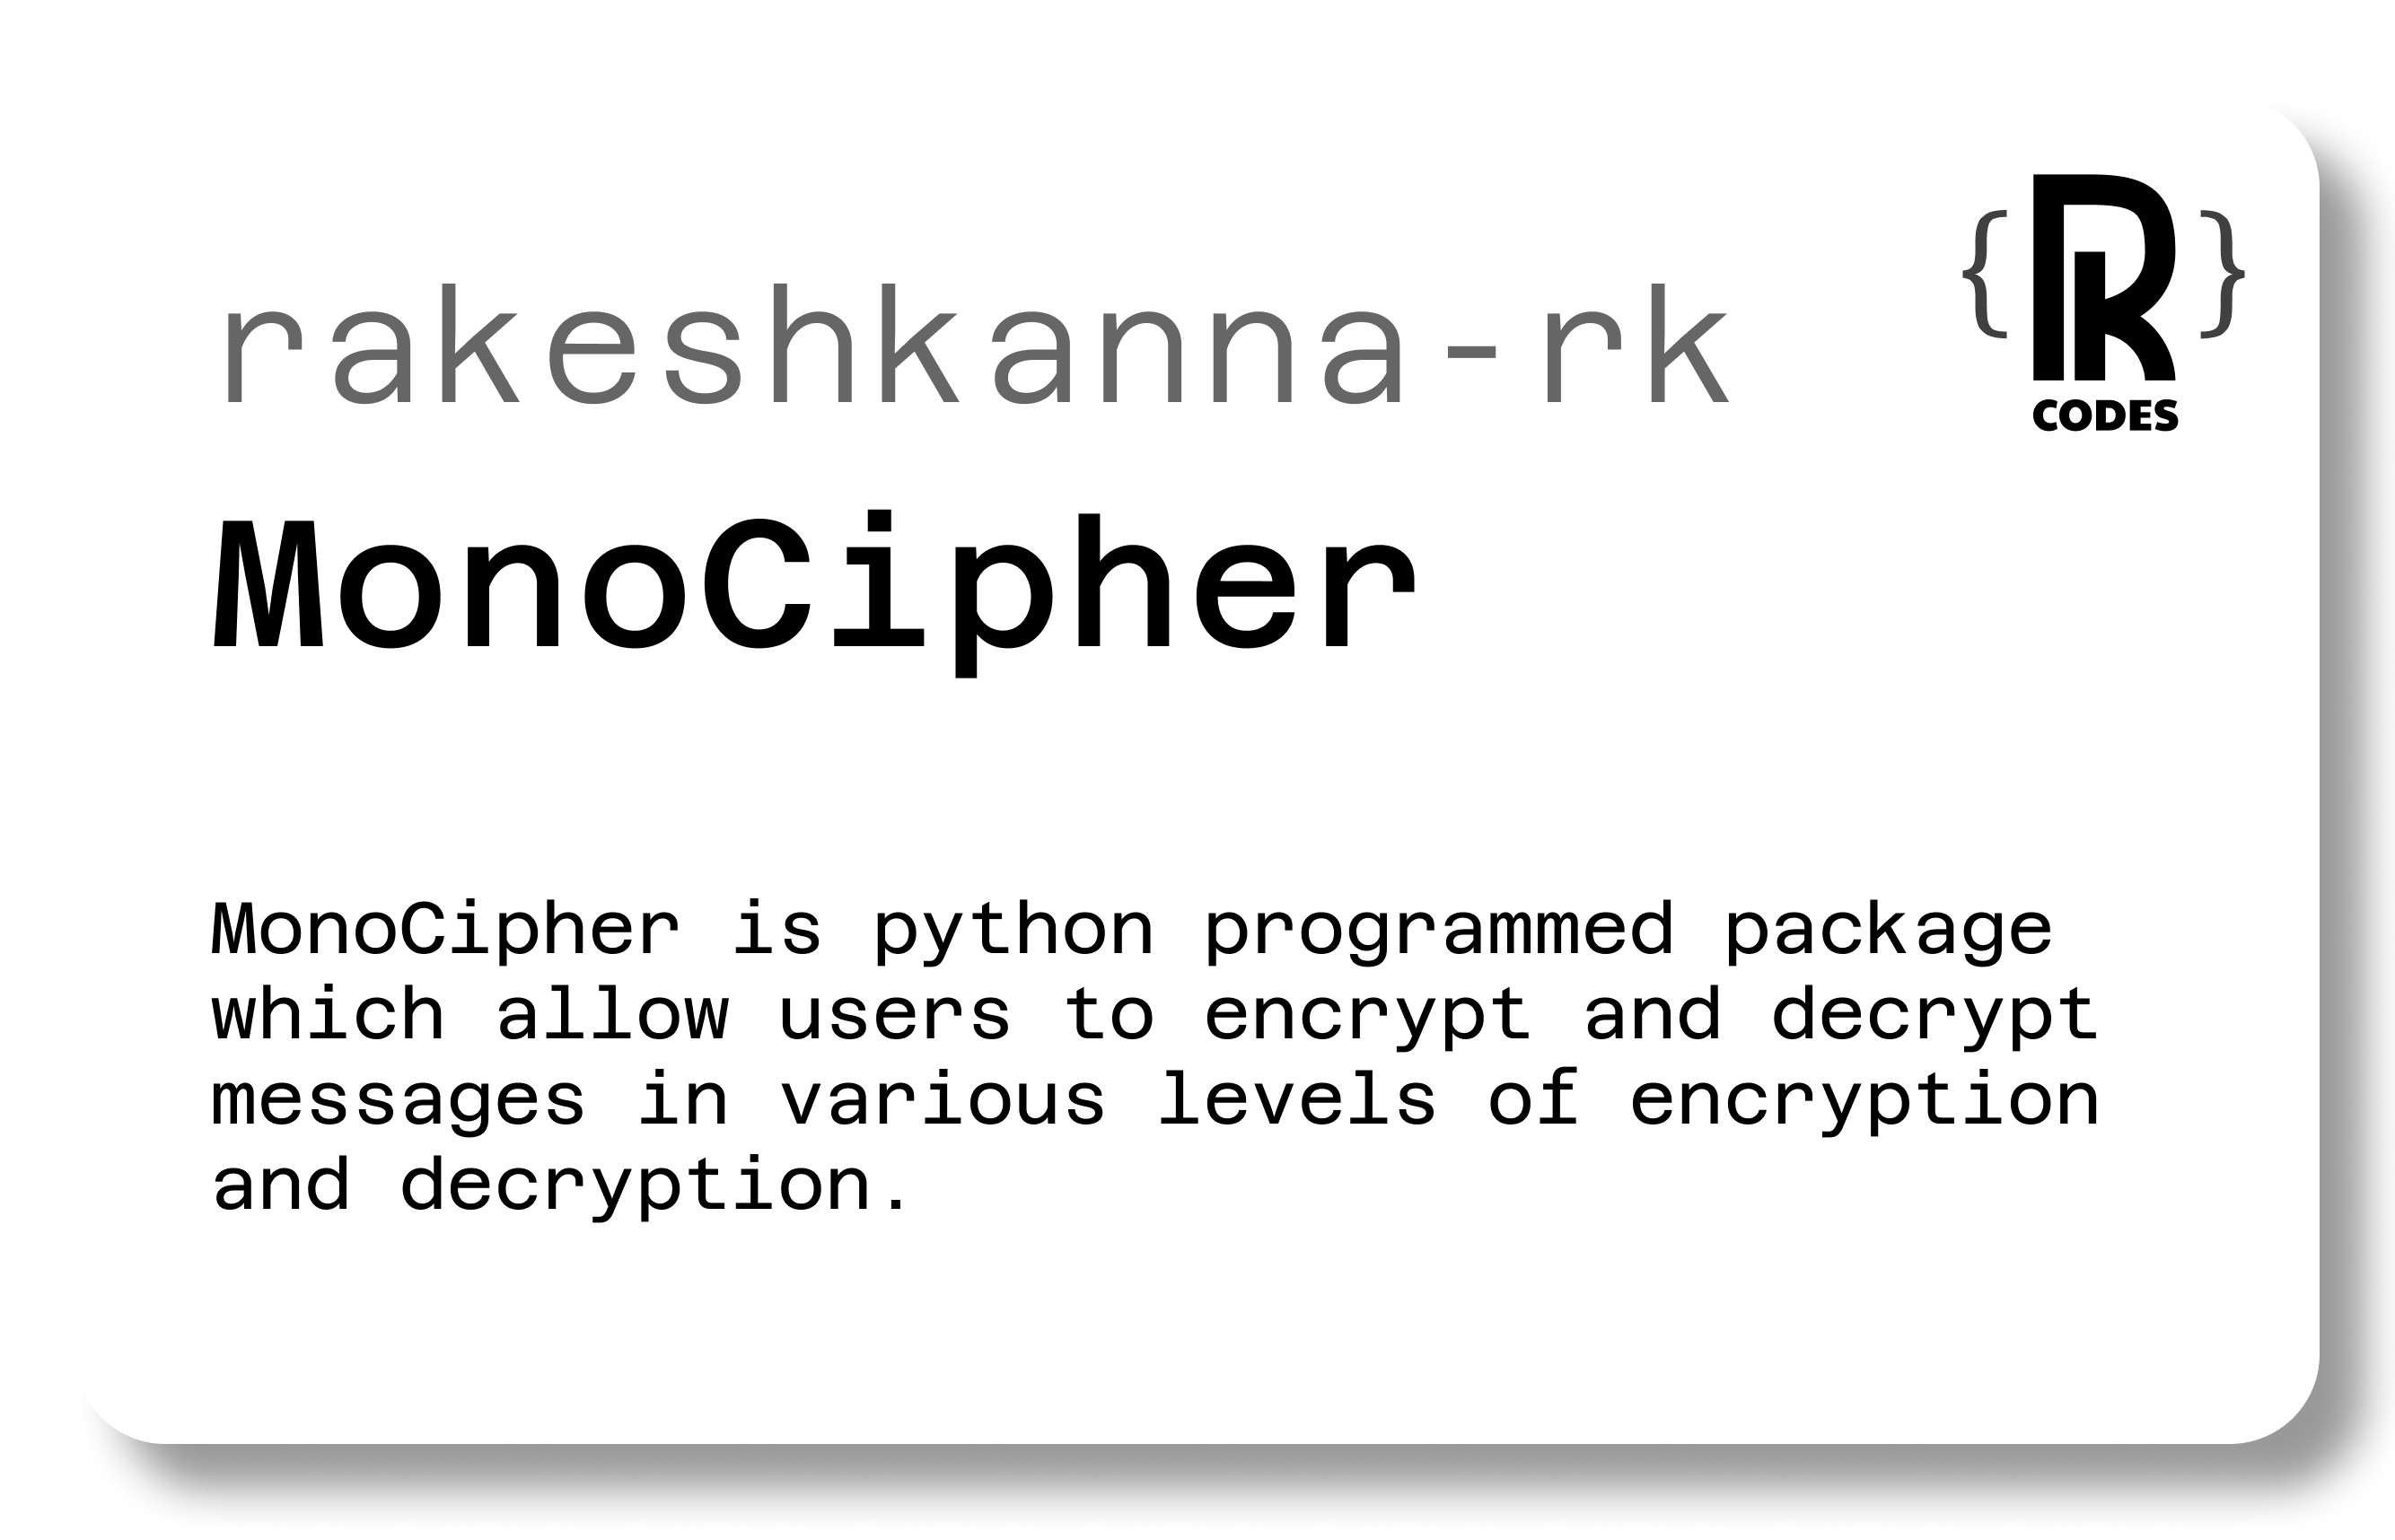 rakeshkanna-rk
{RK}
CODES
MonoCipher
MonoCipher is python programmed package
which allow users to encrypt and decrypt
messages in various levels of encryption
and decryption.